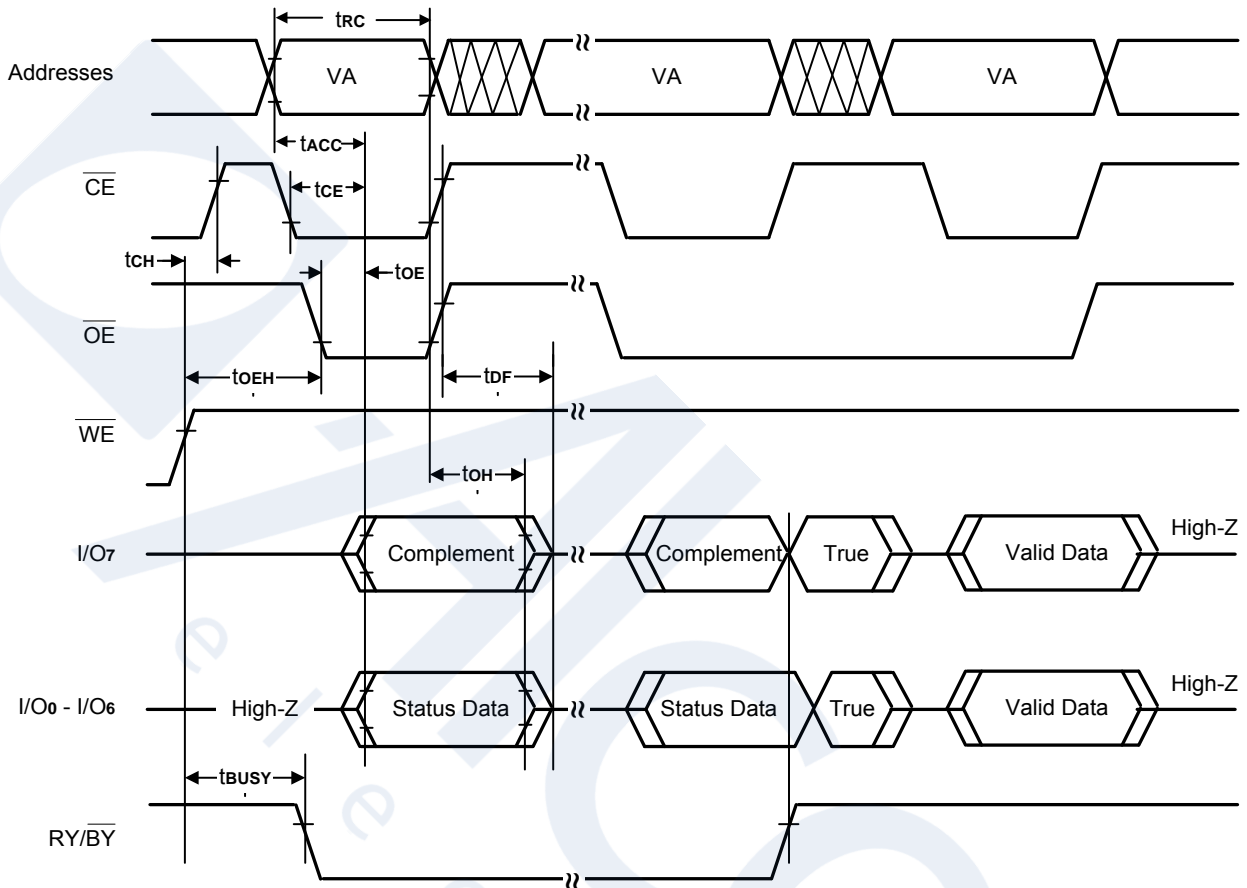 tRC
Addresses VA VA VA
tACC
CE
tCE
tCH
tOE
OE
tOEH tDF
WE
tOH
I/O7 Complement Complement True Valid Data High-Z
I/O0 - I/O6 High-Z Status Data Status Data True Valid Data High-Z
tBUSY
RY/BY